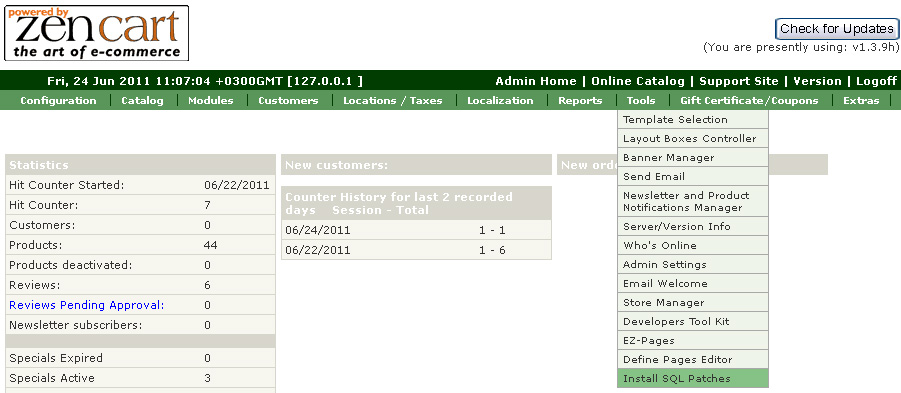 powered by
zen cart
the art of e-commerce
Check for Updates
(You are presently using: v1.3.9h)
Fri, 24 Jun 2011 11:07:04 +0300GMT [127.0.0.1 ]
Admin Home | Online Catalog | Support Site | Version | Logoff
Configuration | Catalog | Modules | Customers | Locations / Taxes | Localization | Reports | Tools | Gift Certificate/Coupons | Extras |
Template Selection
Layout Boxes Controller
Banner Manager
Send Email
Newsletter and Product
Notifications Manager
Server/Version Info
Who's Online
Admin Settings
Email Welcome
Store Manager
Developers Tool Kit
EZ-Pages
Define Pages Editor
Install SQL Patches
Statistics
Hit Counter Started: 06/22/2011
Hit Counter: 7
Customers: 0
Products: 44
Products deactivated: 0
Reviews: 6
Reviews Pending Approval: 0
Newsletter subscribers: 0
Specials Expired 0
Specials Active 3
New customers:
Counter History for last 2 recorded
days Session - Total
06/24/2011 1 - 1
06/22/2011 1 - 6
New